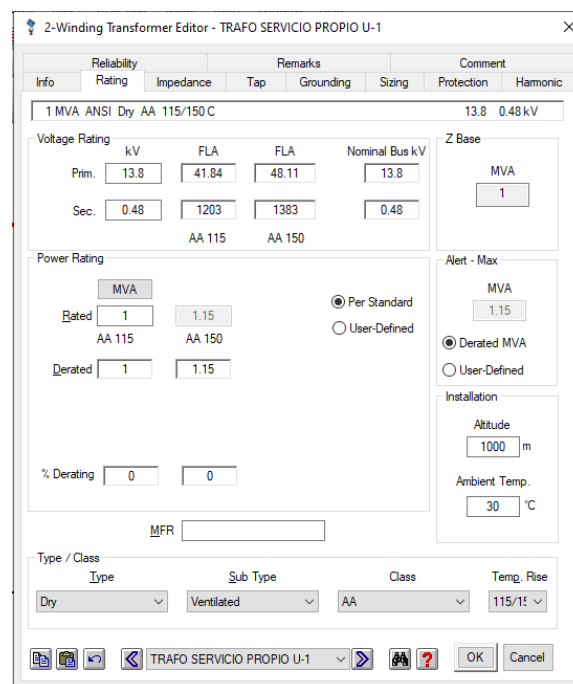 2-Winding Transformer Editor - TRAFO SERVICIO PROPIO U-1
Reliability Remarks Comment
Info Rating Impedance Tap Grounding Sizing Protection Harmonic
1 MVA ANSI Dry AA 115/150 C 13.8 0.48 kV
Voltage Rating Z Base
kV FLA FLA Nominal Bus kV
MVA
Prim. 13.8 41.84 48.11 13.8
1
Sec. 0.48 1203 1383 0.48
AA 115 AA 150
Power Rating Alert - Max
MVA MVA
Rated 1 1.15 Per Standard 1.15
User-Defined
AA 115 AA 150 Derated MVA
Derated 1 1.15 User-Defined
Installation
Altitude
1000 m
% Derating 0 0 Ambient Temp.
30 °C
MFR
Type / Class
Type Sub Type Class Temp. Rise
Dry Ventilated AA 115/15
TRAFO SERVICIO PROPIO U-1 ? OK Cancel